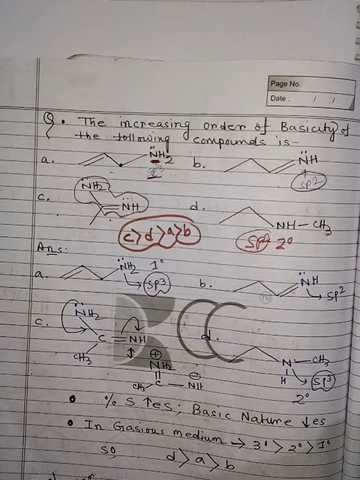 Page No.
Date : / /
Q. The increasing order of Basicity of
the following compounds is-
a. NH2 b. NH
1° sp2
c. NH2 NH d. NH-CH3
c>d>a>b sp3 2°
Ans:
a. NH2 1° sp3 b. NH sp2
c. NH2 C=NH CH3 d. N-CH3 H sp3 2°
⊕ NH2 CH3-C-NH ⊖
KCC
• % S ↑es; Basic Nature ↓es
• In Gasious medium → 3°>2°>1°
so d>a>b